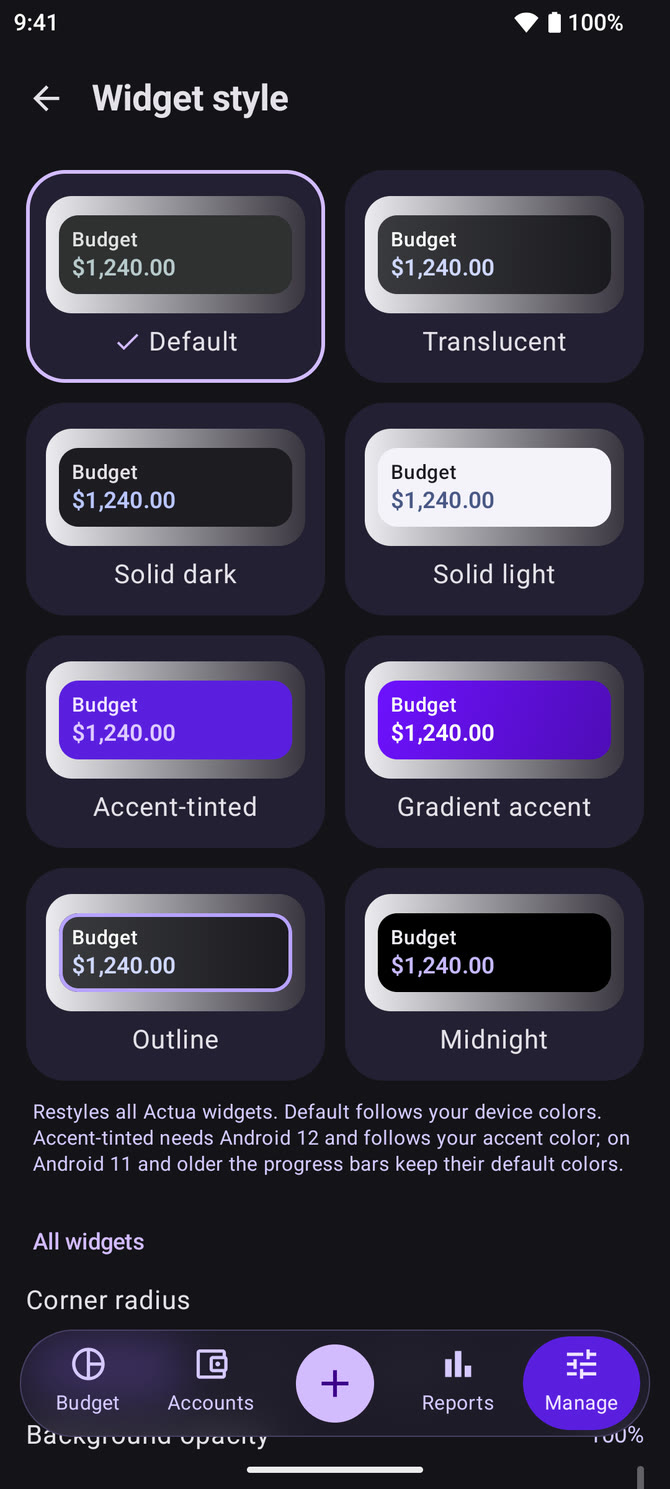 9:41
100%
Widget style
Budget
$1,240.00
Default
Budget
$1,240.00
Translucent
Budget
$1,240.00
Solid dark
Budget
$1,240.00
Solid light
Budget
$1,240.00
Accent-tinted
Budget
$1,240.00
Gradient accent
Budget
$1,240.00
Outline
Budget
$1,240.00
Midnight
Restyles all Actua widgets. Default follows your device colors.
Accent-tinted needs Android 12 and follows your accent color; on
Android 11 and older the progress bars keep their default colors.
All widgets
Corner radius
Budget
Accounts
Reports
Manage
Background opacity
100%